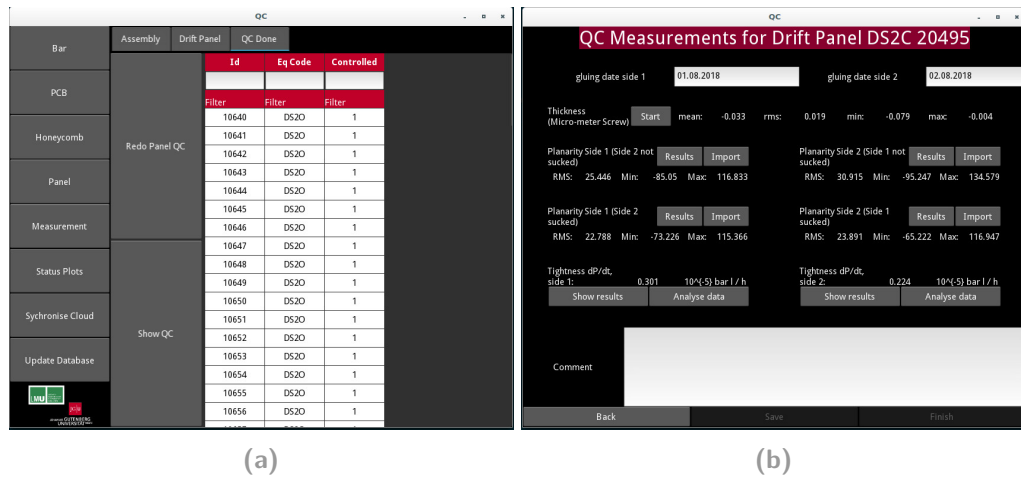 QC
Bar
PCB
Honeycomb
Panel
Measurement
Status Plots
Sychronise Cloud
Update Database
Assembly Drift Panel QC Done
Redo Panel QC
Show QC
Id Eq Code Controlled
Filter Filter Filter
10640 DS2O 1
10641 DS2O 1
10642 DS2O 1
10643 DS2O 1
10644 DS2O 1
10645 DS2O 1
10646 DS2O 1
10647 DS2O 1
10648 DS2O 1
10649 DS2O 1
10650 DS2O 1
10651 DS2O 1
10652 DS2O 1
10653 DS2O 1
10654 DS2O 1
10655 DS2O 1
10656 DS2O 1
(a)
QC
QC Measurements for Drift Panel DS2C 20495
gluing date side 1 01.08.2018 gluing date side 2 02.08.2018
Thickness
(Micro-meter Screw) Start mean: -0.033 rms: 0.019 min: -0.079 max: -0.004
Planarity Side 1 (Side 2 not
sucked) Results Import
RMS: 25.446 Min: -85.05 Max: 116.833
Planarity Side 2 (Side 1 not
sucked) Results Import
RMS: 30.915 Min: -95.247 Max: 134.579
Planarity Side 1 (Side 2
sucked) Results Import
RMS: 22.788 Min: -73.226 Max: 115.366
Planarity Side 2 (Side 1
sucked) Results Import
RMS: 23.891 Min: -65.222 Max: 116.947
Tightness dP/dt,
side 1: 0.301 10^{-5} bar l / h
Show results Analyse data
Tightness dP/dt,
side 2: 0.224 10^{-5} bar l / h
Show results Analyse data
Comment
Back Save Finish
(b)